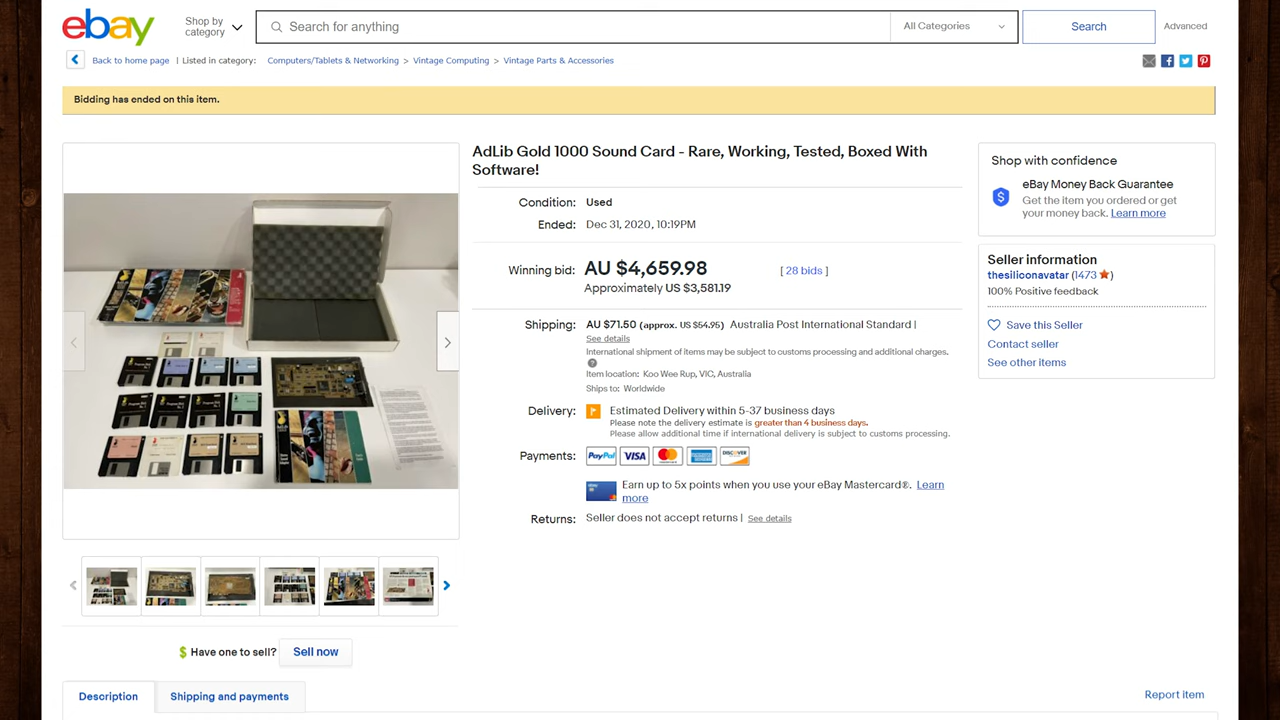 ebay
Shop by
category
Search for anything
All Categories
Search
Advanced
Back to home page | Listed in category: Computers/Tablets & Networking > Vintage Computing > Vintage Parts & Accessories
Bidding has ended on this item.
AdLib Gold 1000 Sound Card - Rare, Working, Tested, Boxed With
Software!
Condition: Used
Ended: Dec 31, 2020, 10:19PM
Winning bid: AU $4,659.98 [ 28 bids ]
Approximately US $3,581.19
Shipping: AU $71.50 (approx. US $54.95) Australia Post International Standard |
See details
International shipment of items may be subject to customs processing and additional charges.
Item location: Koo Wee Rup, VIC, Australia
Ships to: Worldwide
Delivery: Estimated Delivery within 5-37 business days
Please note the delivery estimate is greater than 4 business days.
Please allow additional time if international delivery is subject to customs processing.
Payments: PayPal VISA MasterCard DISCOVER
Earn up to 5x points when you use your eBay Mastercard®. Learn
more
Returns: Seller does not accept returns | See details
Shop with confidence
eBay Money Back Guarantee
Get the item you ordered or get
your money back. Learn more
Seller information
thesiliconavatar (1473)
100% Positive feedback
Save this Seller
Contact seller
See other items
Have one to sell? Sell now
Description
Shipping and payments
Report item